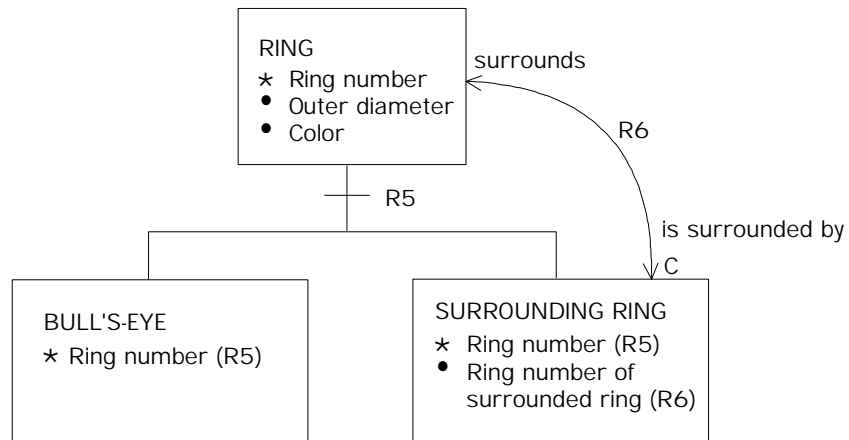 RING
* Ring number
• Outer diameter
• Color
surrounds
R6
R5
is surrounded by
C
BULL'S-EYE
* Ring number (R5)
SURROUNDING RING
* Ring number (R5)
• Ring number of
surrounded ring (R6)